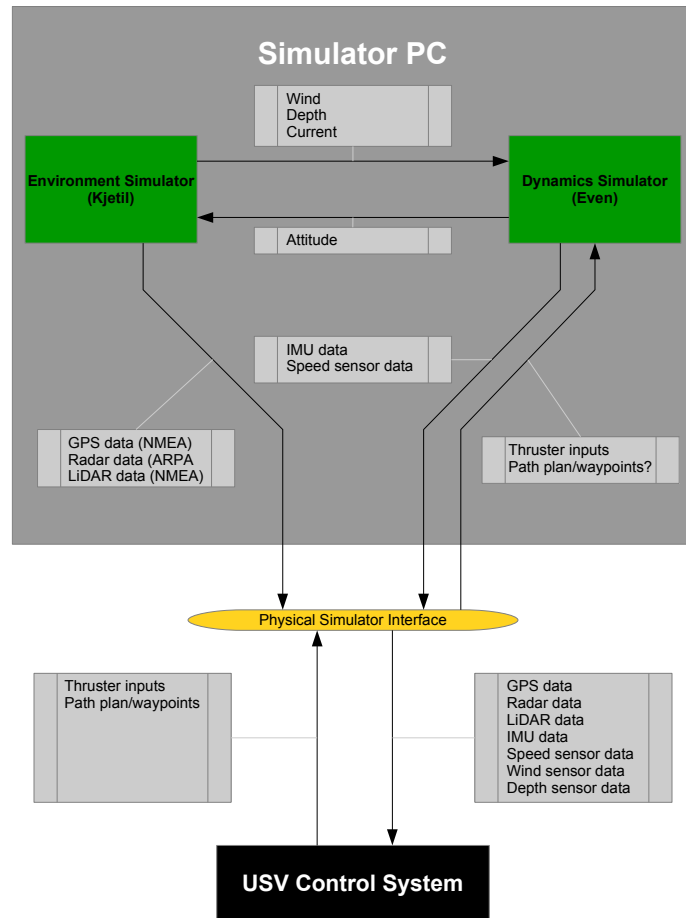 Simulator PC
Wind
Depth
Current
Environment Simulator
(Kjetil)
Dynamics Simulator
(Even)
Attitude
IMU data
Speed sensor data
GPS data (NMEA)
Radar data (ARPA
LiDAR data (NMEA)
Thruster inputs
Path plan/waypoints?
Physical Simulator Interface
Thruster inputs
Path plan/waypoints
GPS data
Radar data
LiDAR data
IMU data
Speed sensor data
Wind sensor data
Depth sensor data
USV Control System